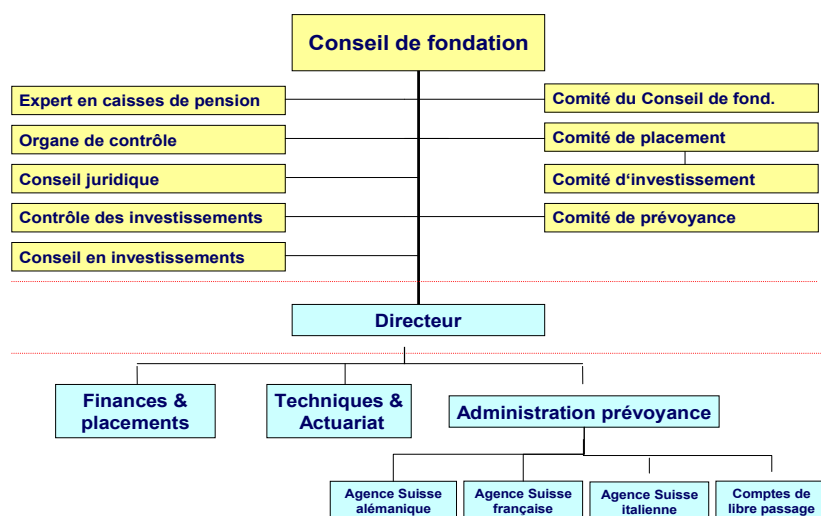 Conseil de fondation
Expert en caisses de pension
Comité du Conseil de fond.
Organe de contrôle
Comité de placement
Conseil juridique
Comité d‘investissement
Contrôle des investissements
Comité de prévoyance
Conseil en investissements
Directeur
Finances &
placements
Techniques &
Actuariat
Administration prévoyance
Agence Suisse
alémanique
Agence Suisse
française
Agence Suisse
italienne
Comptes de
libre passage